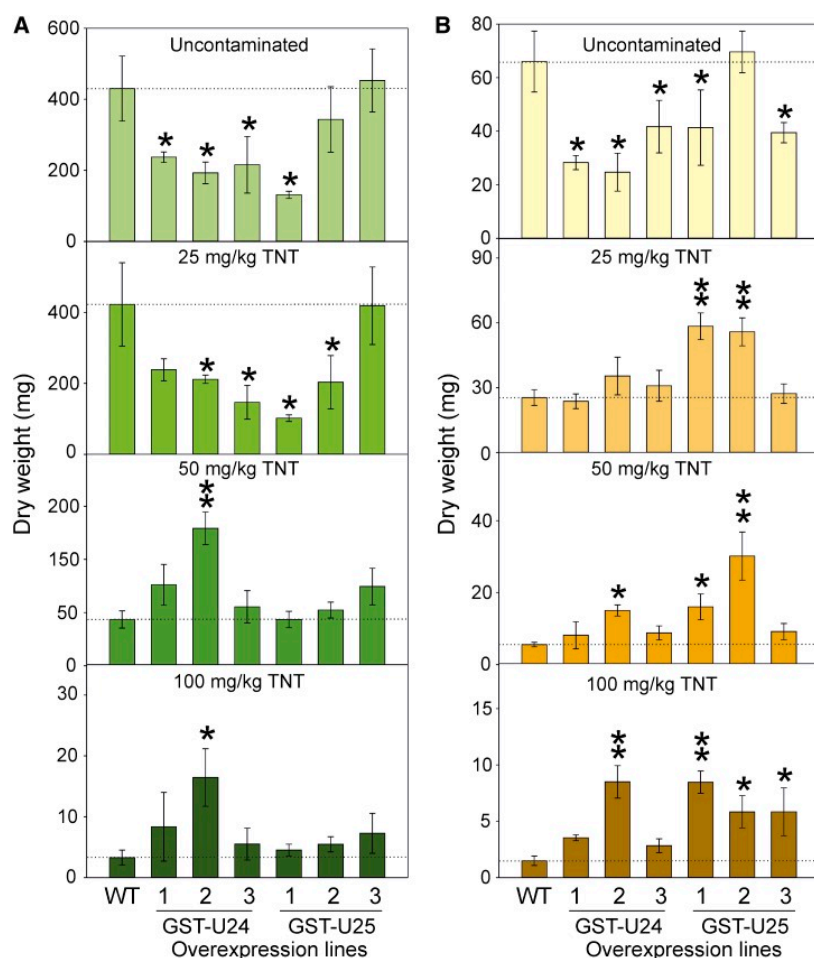 A
600
Uncontaminated
400
200
0
25 mg/kg TNT
400
200
0
50 mg/kg TNT
200
150
50
0
100 mg/kg TNT
30
20
10
0
Dry weight (mg)
* * * *
* * * *
* *
*
WT 1 2 3 1 2 3
GST-U24 GST-U25
Overexpression lines
B
80
Uncontaminated
60
40
20
0
25 mg/kg TNT
90
60
30
0
50 mg/kg TNT
40
20
0
100 mg/kg TNT
15
10
5
0
Dry weight (mg)
* * * * *
* * * *
* * * *
* * * * * *
WT 1 2 3 1 2 3
GST-U24 GST-U25
Overexpression lines